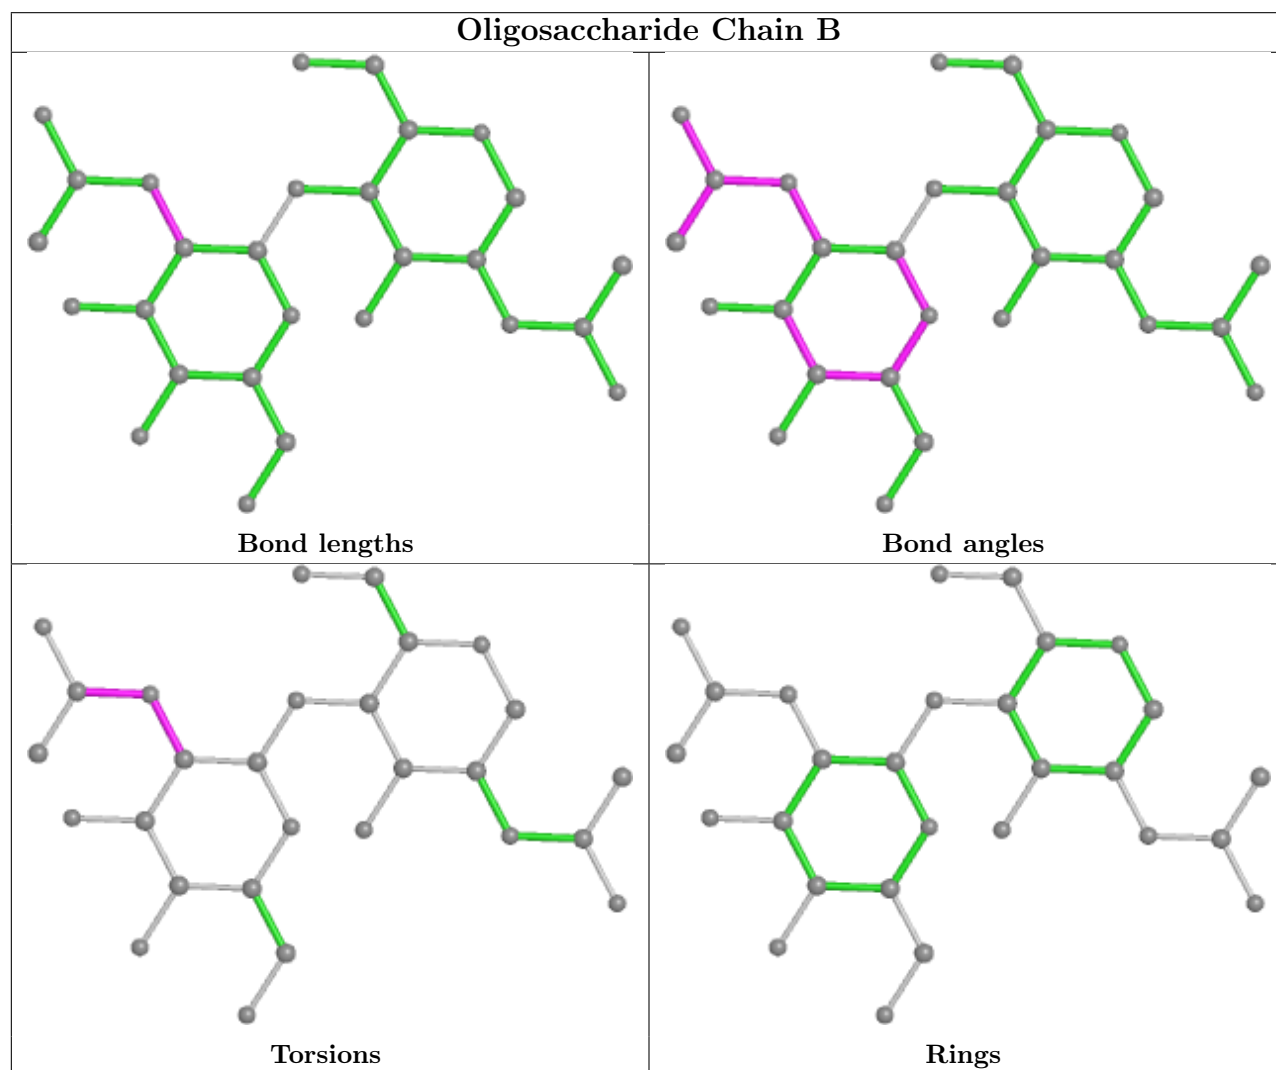 Oligosaccharide Chain B
Bond lengths
Bond angles
Torsions
Rings